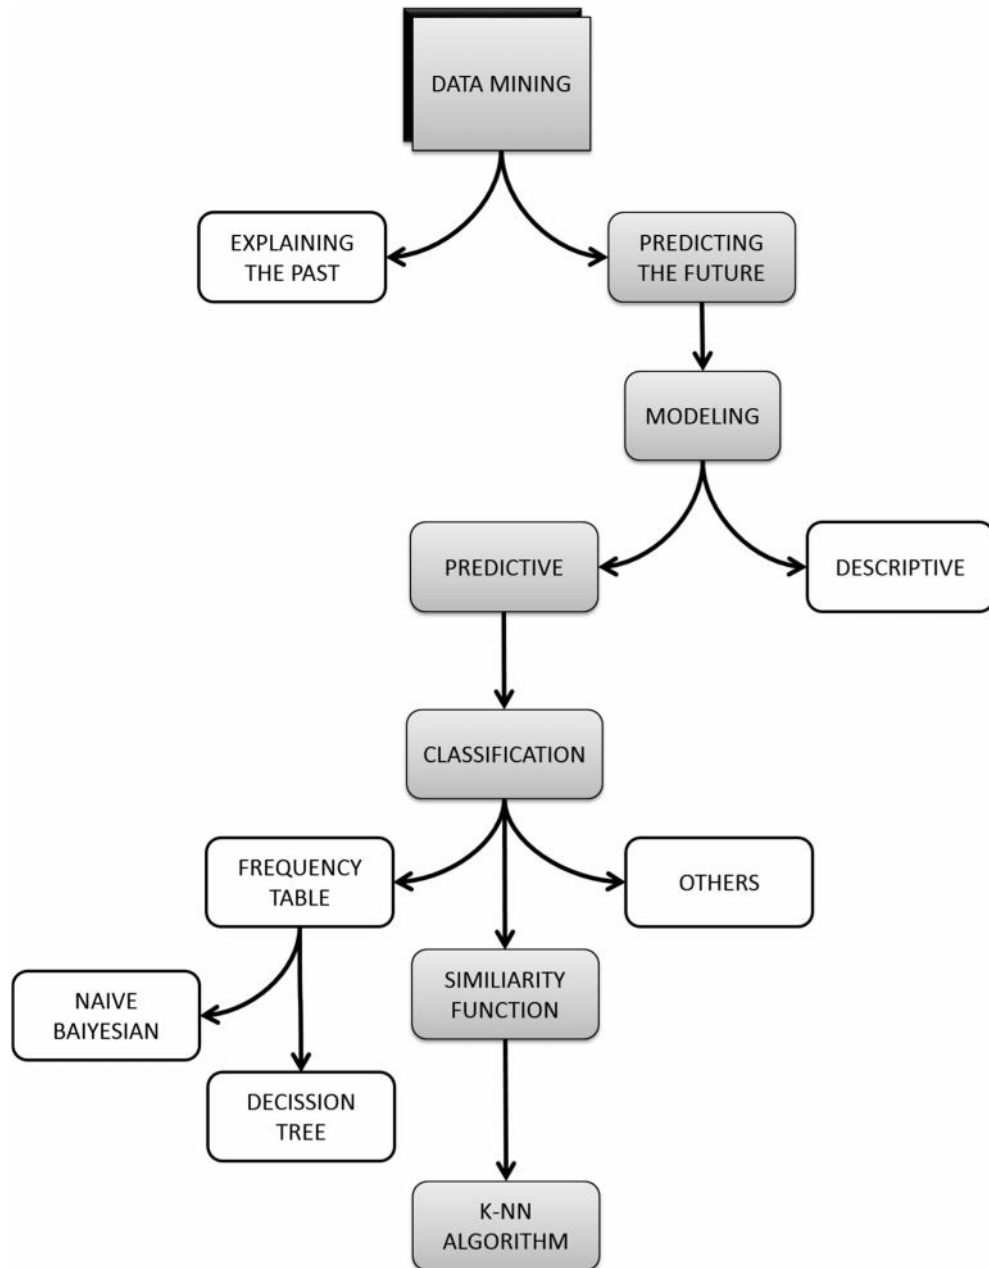 DATA MINING
EXPLAINING
THE PAST
PREDICTING
THE FUTURE
MODELING
PREDICTIVE
DESCRIPTIVE
CLASSIFICATION
FREQUENCY
TABLE
OTHERS
SIMILIARITY
FUNCTION
NAIVE
BAIYESIAN
DECISSION
TREE
K-NN
ALGORITHM